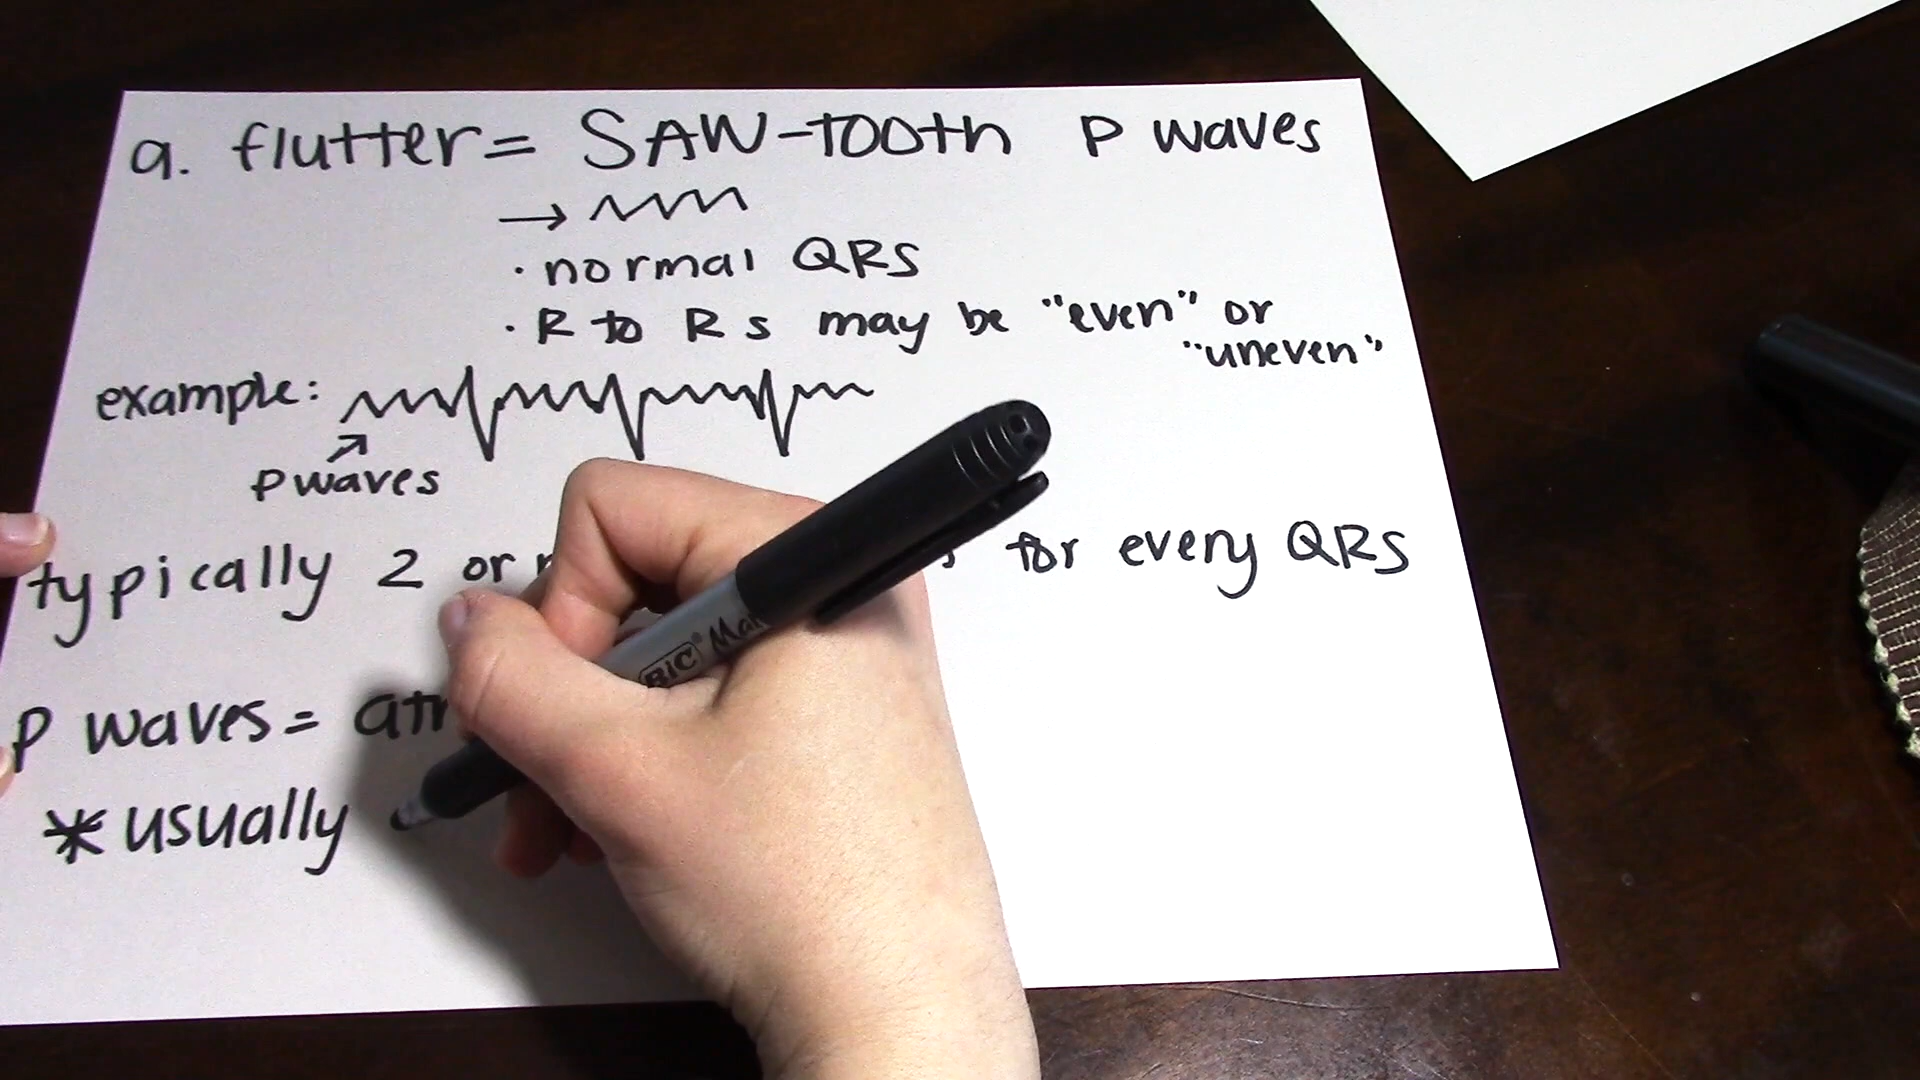 a. flutter = SAW-TOOth P waves
→
· normal QRS
· R to Rs may be "even" or
"uneven"
example:
P waves
typically 2 or for every QRS
P waves =
* usually
BIC